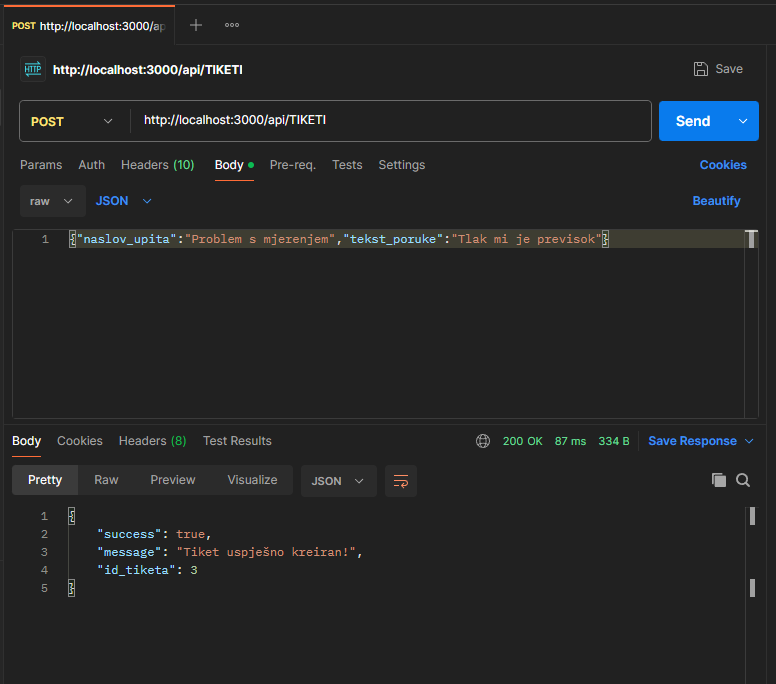 POST http://localhost:3000/ap
HTTP http://localhost:3000/api/TIKETI Save
POST http://localhost:3000/api/TIKETI Send
Params Auth Headers (10) Body Pre-req. Tests Settings Cookies
raw JSON Beautify
1 {"naslov_upita":"Problem s mjerenjem","tekst_poruke":"Tlak mi je previsok"}
Body Cookies Headers (8) Test Results 200 OK 87 ms 334 B Save Response
Pretty Raw Preview Visualize JSON
1 {
2 "success": true,
3 "message": "Tiket uspješno kreiran!",
4 "id_tiketa": 3
5 }